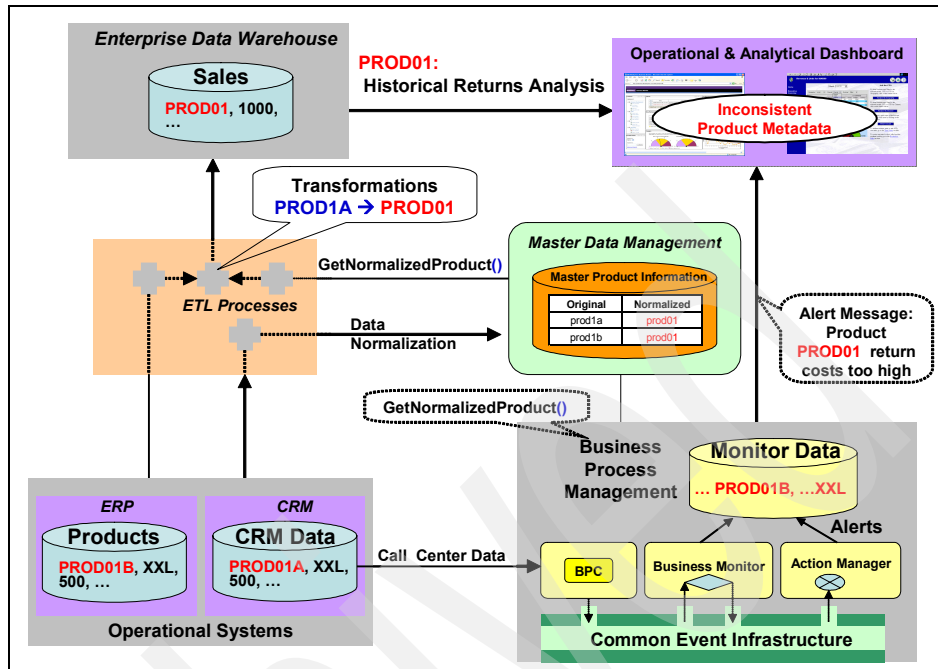 Enterprise Data Warehouse
Sales
PROD01, 1000,
...
PROD01:
Historical Returns Analysis
Operational & Analytical Dashboard
Inconsistent
Product Metadata
Transformations
PROD1A → PROD01
ETL Processes
GetNormalizedProduct()
Data
Normalization
Master Data Management
Master Product Information
Original Normalized
prod1a prod01
prod1b prod01
Alert Message:
Product
PROD01 return
costs too high
GetNormalizedProduct()
Business
Process
Management
Monitor Data
... PROD01B, ...XXL
Alerts
ERP
Products
PROD01B, XXL,
500, ...
CRM
CRM Data
PROD01A, XXL,
500, ...
Operational Systems
Call Center Data
BPC
Business Monitor
Action Manager
Common Event Infrastructure